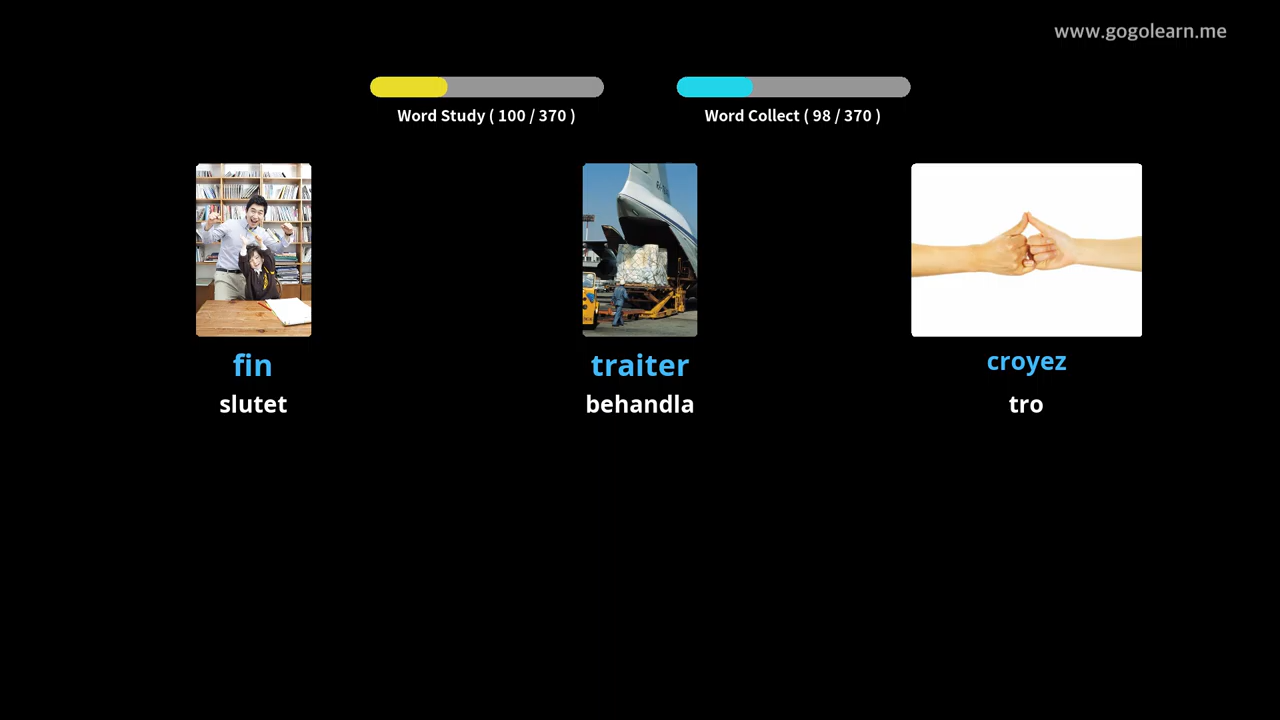 www.gogolearn.me
Word Study ( 100 / 370 )
Word Collect ( 98 / 370 )
fin
traiter
croyez
slutet
behandla
tro